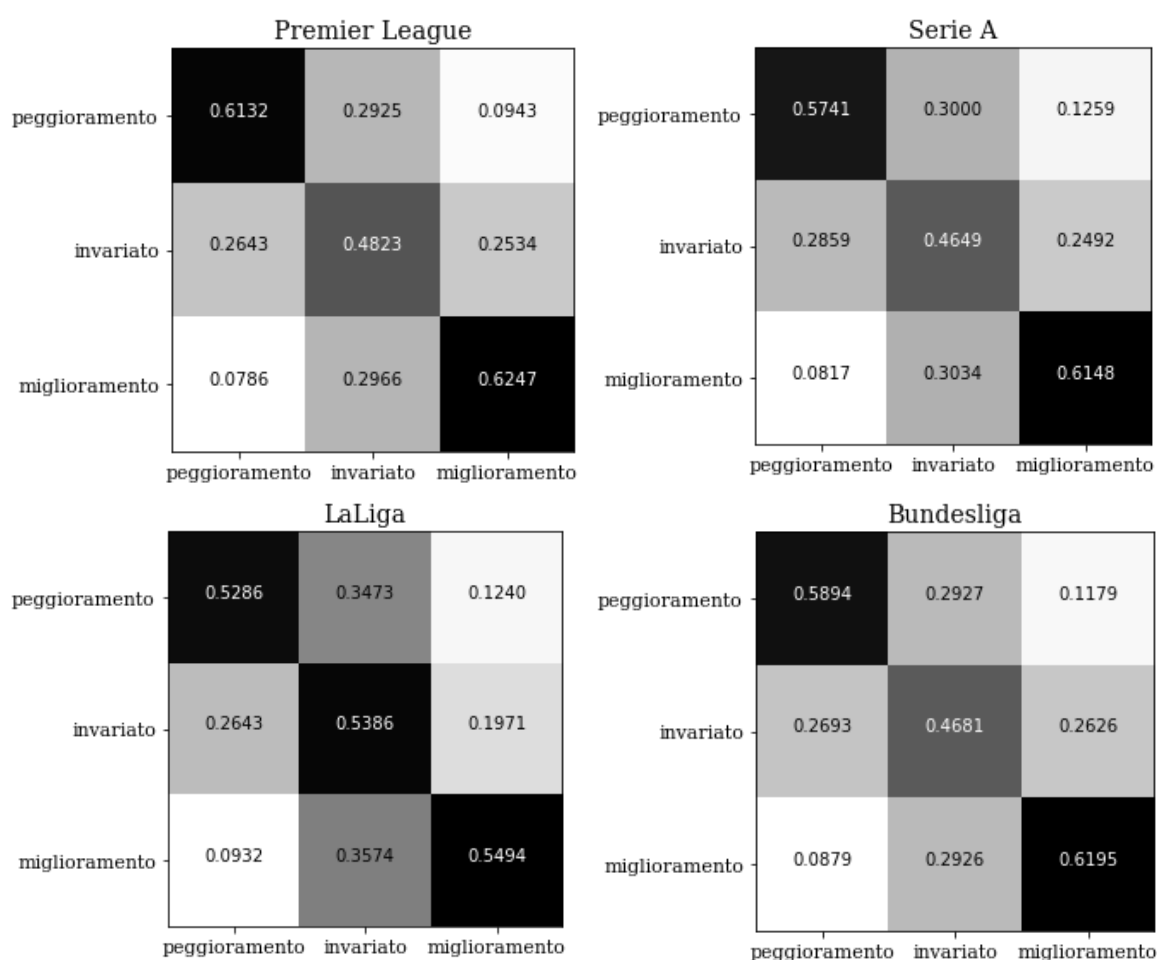 Premier League
peggioramento 0.6132 0.2925 0.0943
invariato 0.2643 0.4823 0.2534
miglioramento 0.0786 0.2966 0.6247
peggioramento invariato miglioramento
Serie A
peggioramento 0.5741 0.3000 0.1259
invariato 0.2859 0.4649 0.2492
miglioramento 0.0817 0.3034 0.6148
peggioramento invariato miglioramento
LaLiga
peggioramento 0.5286 0.3473 0.1240
invariato 0.2643 0.5386 0.1971
miglioramento 0.0932 0.3574 0.5494
peggioramento invariato miglioramento
Bundesliga
peggioramento 0.5894 0.2927 0.1179
invariato 0.2693 0.4681 0.2626
miglioramento 0.0879 0.2926 0.6195
peggioramento invariato miglioramento